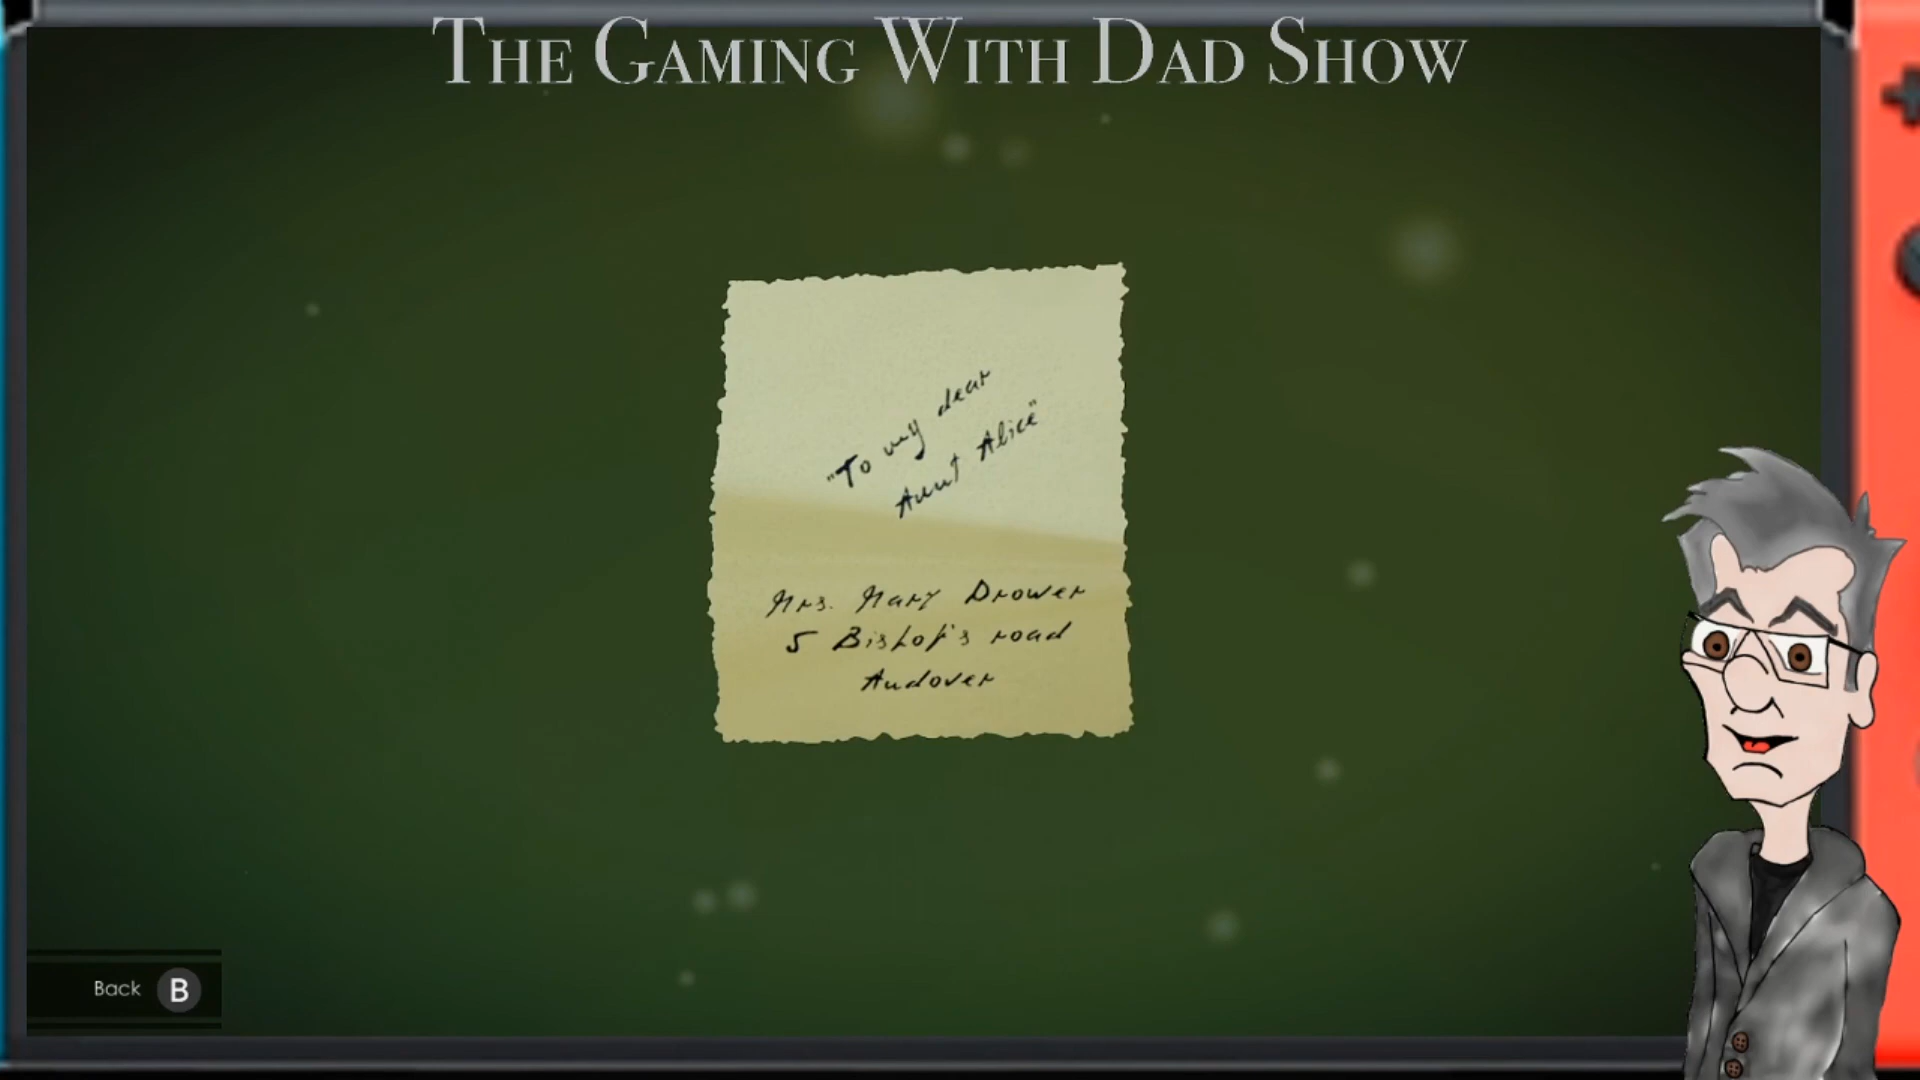 THE GAMING WITH DAD SHOW
"To my dear
Aunt Alice"
Mrs. Mary Drower
5 Bishop's road
Andover
Back B